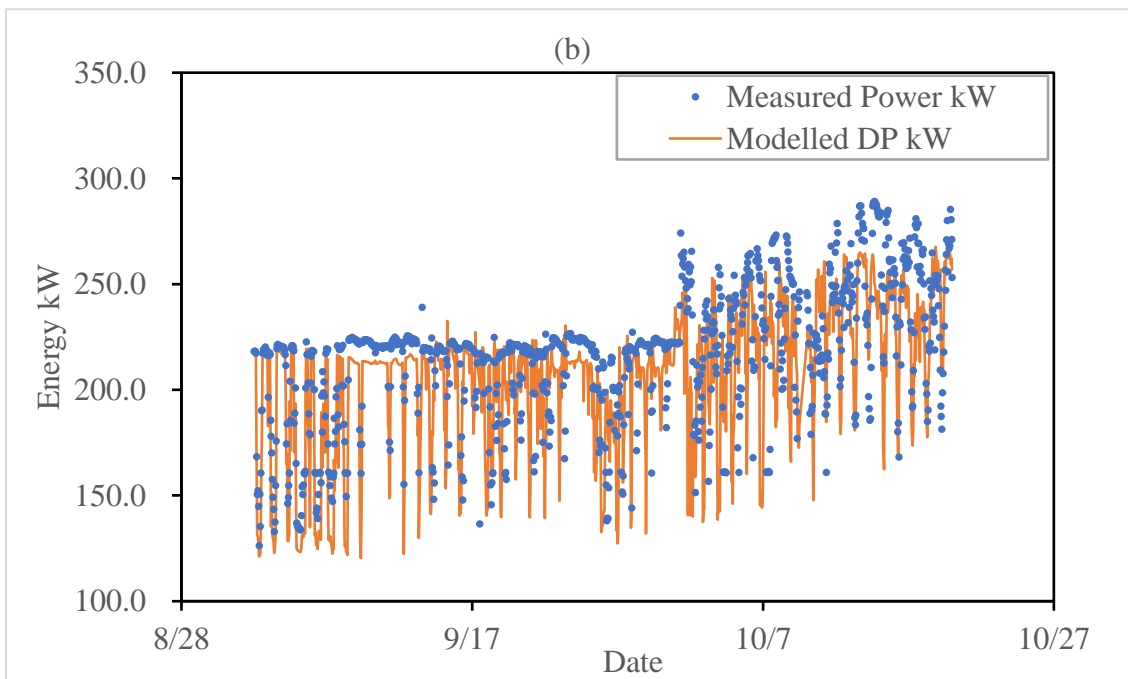 (b)
350.0
Measured Power kW
Modelled DP kW
300.0
250.0
200.0
150.0
100.0
Energy kW
8/28
9/17
10/7
10/27
Date